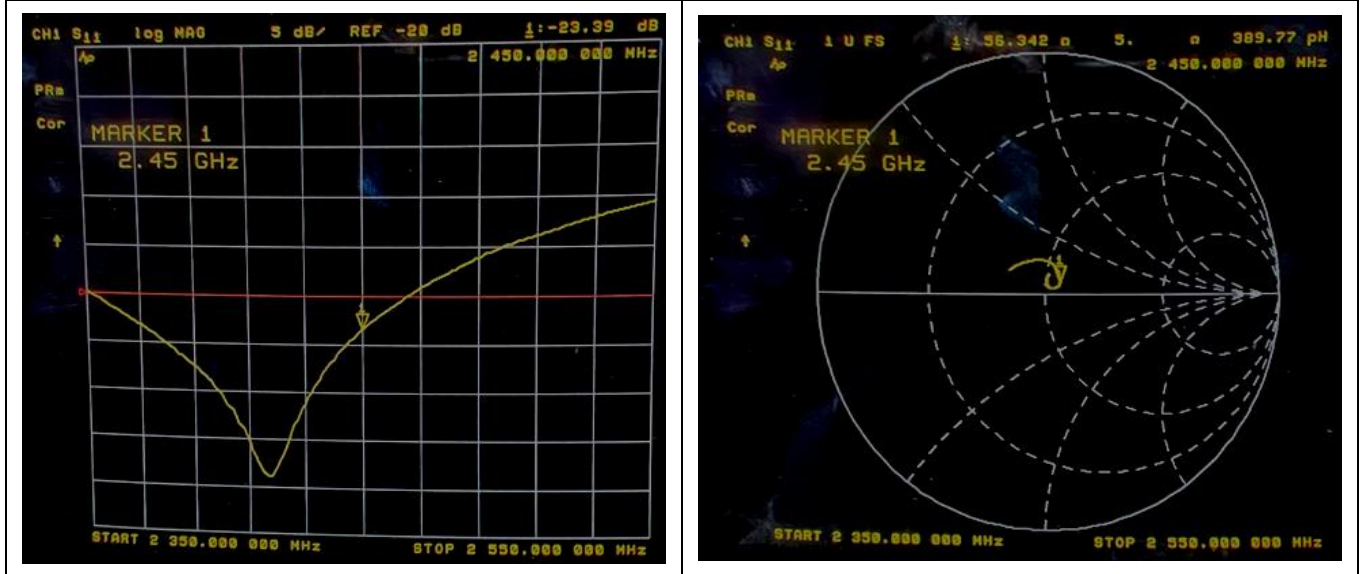 CH1 S11 log MAG 5 dB/ REF -20 dB 1:-23.39 dB
2 450.000 000 MHz
PRm
Cor
MARKER 1
2.45 GHz
1
START 2 350.000 000 MHz STOP 2 550.000 000 MHz
CH1 S11 1 U FS 1: 56.342 Ω 5. Ω 389.77 pH
2 450.000 000 MHz
PRm
Cor
MARKER 1
2.45 GHz
1
START 2 350.000 000 MHz STOP 2 550.000 000 MHz